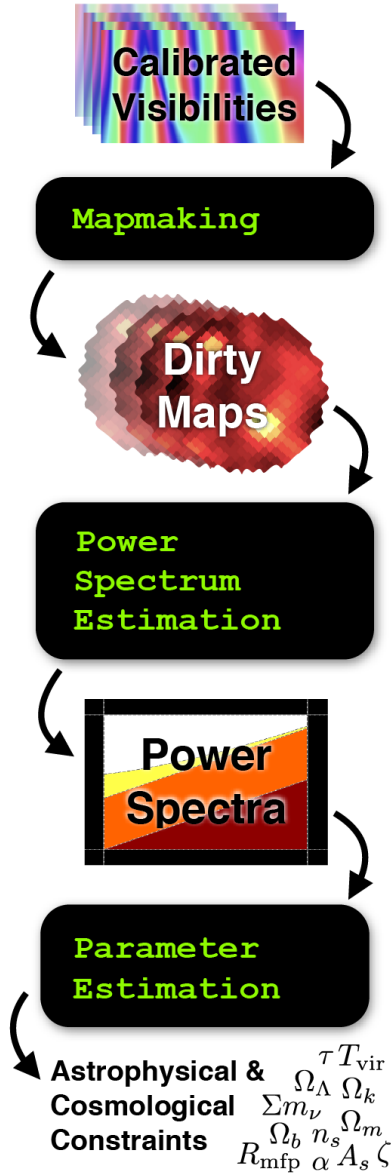 Calibrated
Visibilities
Mapmaking
Dirty
Maps
Power
Spectrum
Estimation
Power
Spectra
Parameter
Estimation
Astrophysical &
Cosmological
Constraints
τ T_vir
Ω_Λ Ω_k
Σm_ν
Ω_b n_s Ω_m
R_mfp α A_s ζ